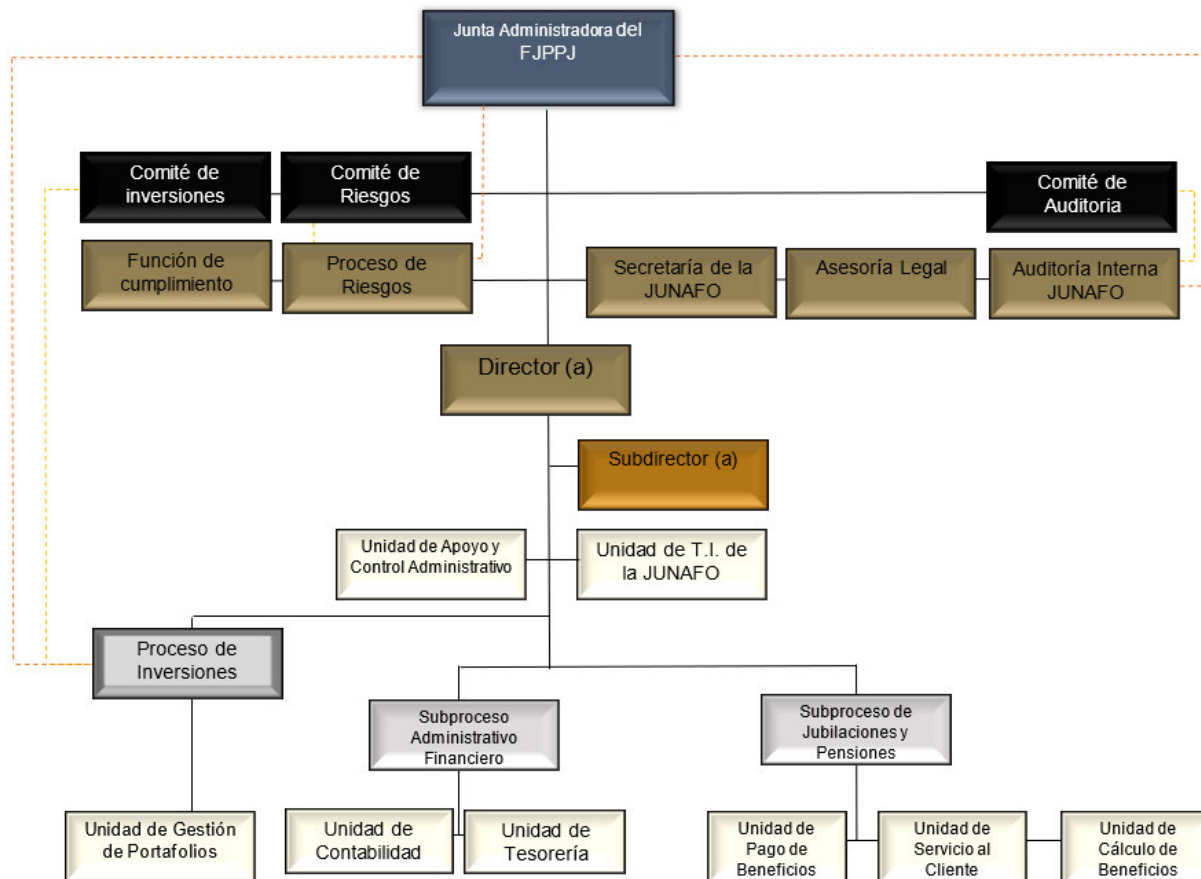 Junta Administradora del
FJPPJ
Comité de
inversiones
Comité de
Riesgos
Comité de
Auditoria
Función de
cumplimiento
Proceso de
Riesgos
Secretaría de la
JUNAFO
Asesoría Legal
Auditoría Interna
JUNAFO
Director (a)
Subdirector (a)
Unidad de Apoyo y
Control Administrativo
Unidad de T.I. de
la JUNAFO
Proceso de
Inversiones
Subproceso
Administrativo
Financiero
Subproceso de
Jubilaciones y
Pensiones
Unidad de Gestión
de Portafolios
Unidad de
Contabilidad
Unidad de
Tesorería
Unidad de
Pago de
Beneficios
Unidad de
Servicio al
Cliente
Unidad de
Cálculo de
Beneficios